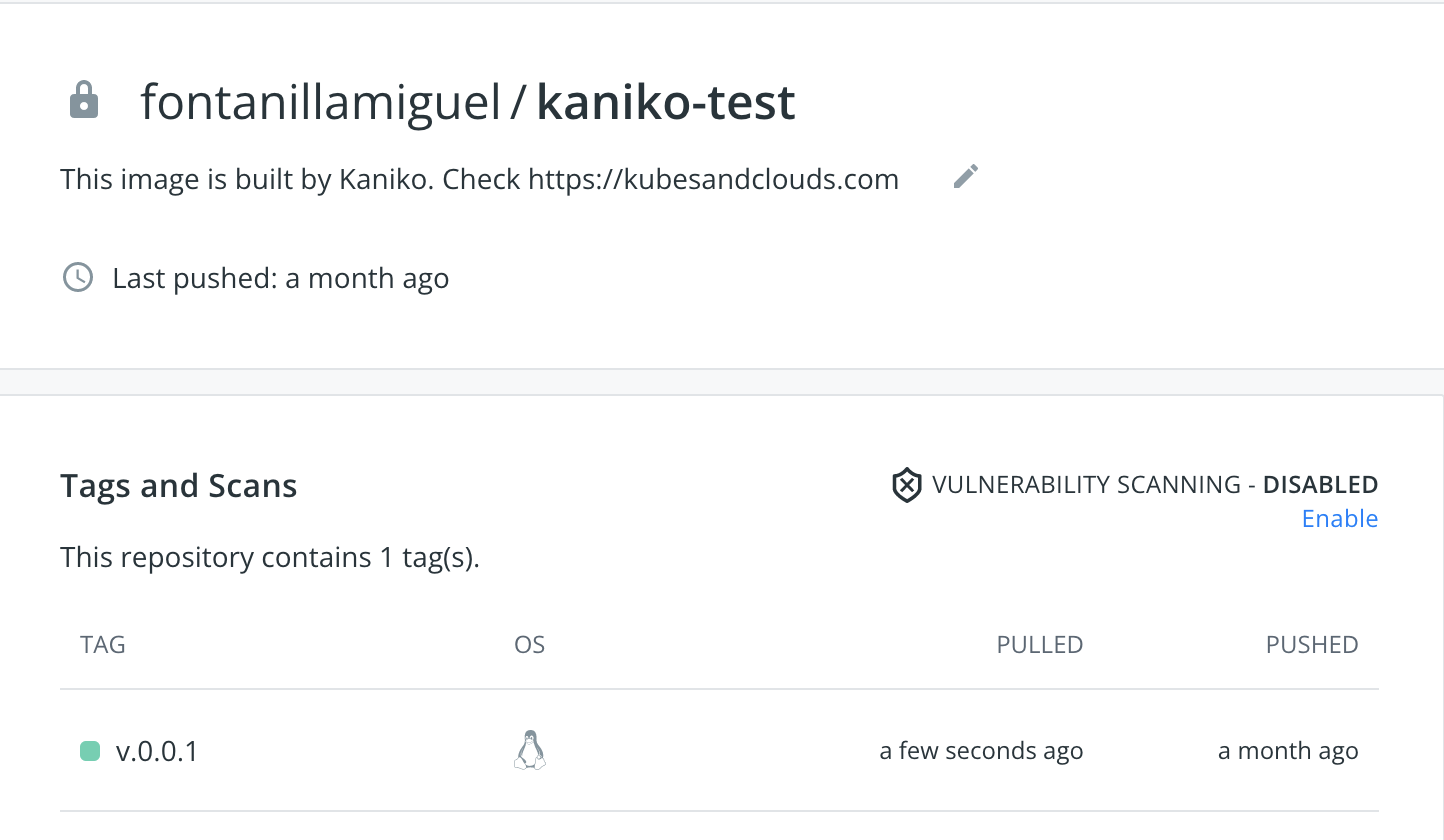 fontanillamiguel / kaniko-test
This image is built by Kaniko. Check https://kubesandclouds.com
Last pushed: a month ago
Tags and Scans
VULNERABILITY SCANNING - DISABLED
Enable
This repository contains 1 tag(s).
TAG OS PULLED PUSHED
v.0.0.1 a few seconds ago a month ago